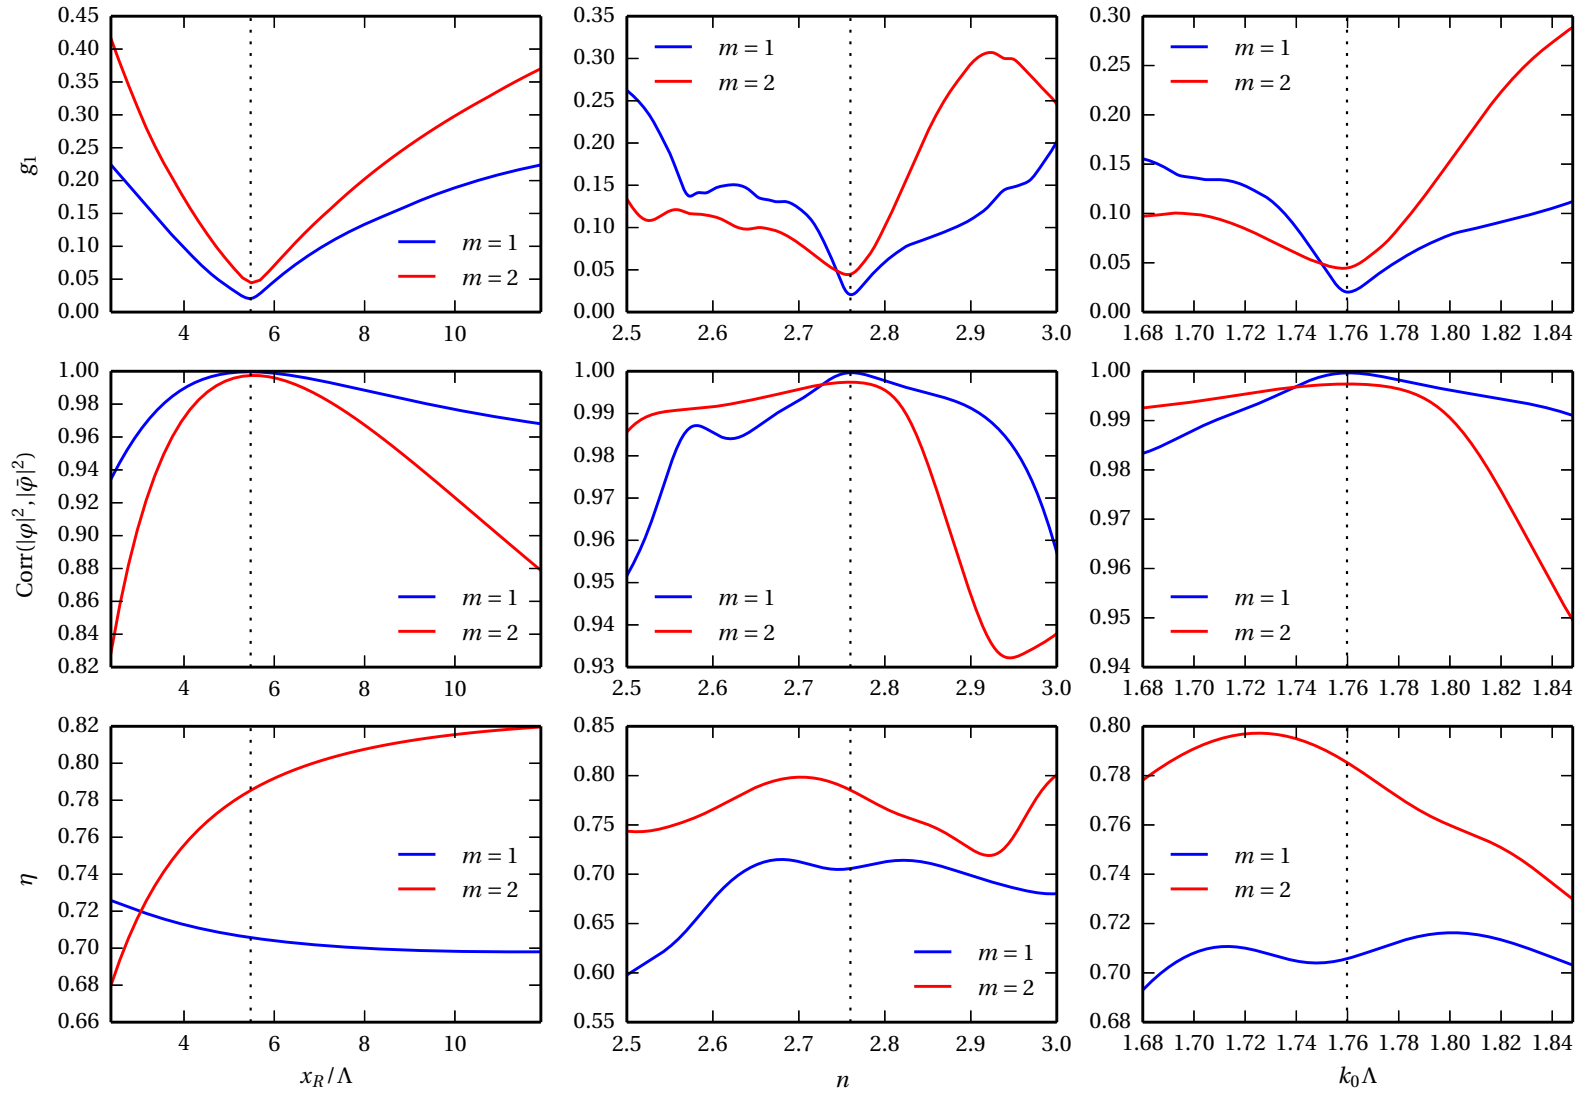 0.45
0.40
0.35
0.30
0.25
0.20
0.15
0.10
0.05
0.00
g₁
m = 1
m = 2
4 6 8 10
0.35
0.30
0.25
0.20
0.15
0.10
0.05
0.00
m = 1
m = 2
2.5 2.6 2.7 2.8 2.9 3.0
0.30
0.25
0.20
0.15
0.10
0.05
0.00
m = 1
m = 2
1.68 1.70 1.72 1.74 1.76 1.78 1.80 1.82 1.84
1.00
0.98
0.96
0.94
0.92
0.90
0.88
0.86
0.84
0.82
Corr(|φ|², |φ̄|²)
m = 1
m = 2
4 6 8 10
1.00
0.99
0.98
0.97
0.96
0.95
0.94
0.93
m = 1
m = 2
2.5 2.6 2.7 2.8 2.9 3.0
1.00
0.99
0.98
0.97
0.96
0.95
0.94
m = 1
m = 2
1.68 1.70 1.72 1.74 1.76 1.78 1.80 1.82 1.84
0.82
0.80
0.78
0.76
0.74
0.72
0.70
0.68
0.66
η
m = 1
m = 2
4 6 8 10
x_R/Λ
0.85
0.80
0.75
0.70
0.65
0.60
0.55
m = 1
m = 2
2.5 2.6 2.7 2.8 2.9 3.0
n
0.80
0.78
0.76
0.74
0.72
0.70
0.68
m = 1
m = 2
1.68 1.70 1.72 1.74 1.76 1.78 1.80 1.82 1.84
k₀Λ